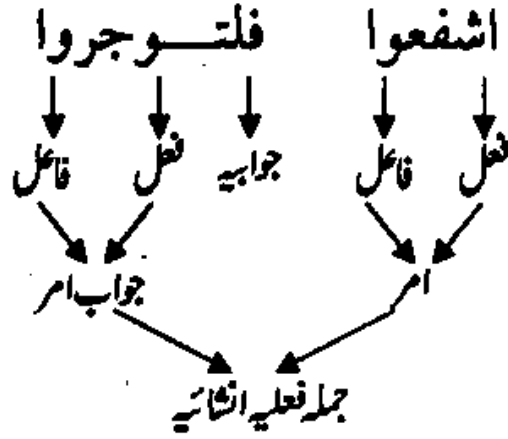 اشفعوا فلتـــوجروا
فعل فاعل جوابیہ فعل فاعل
امر جواب امر
جملہ فعلیہ انشائیہ